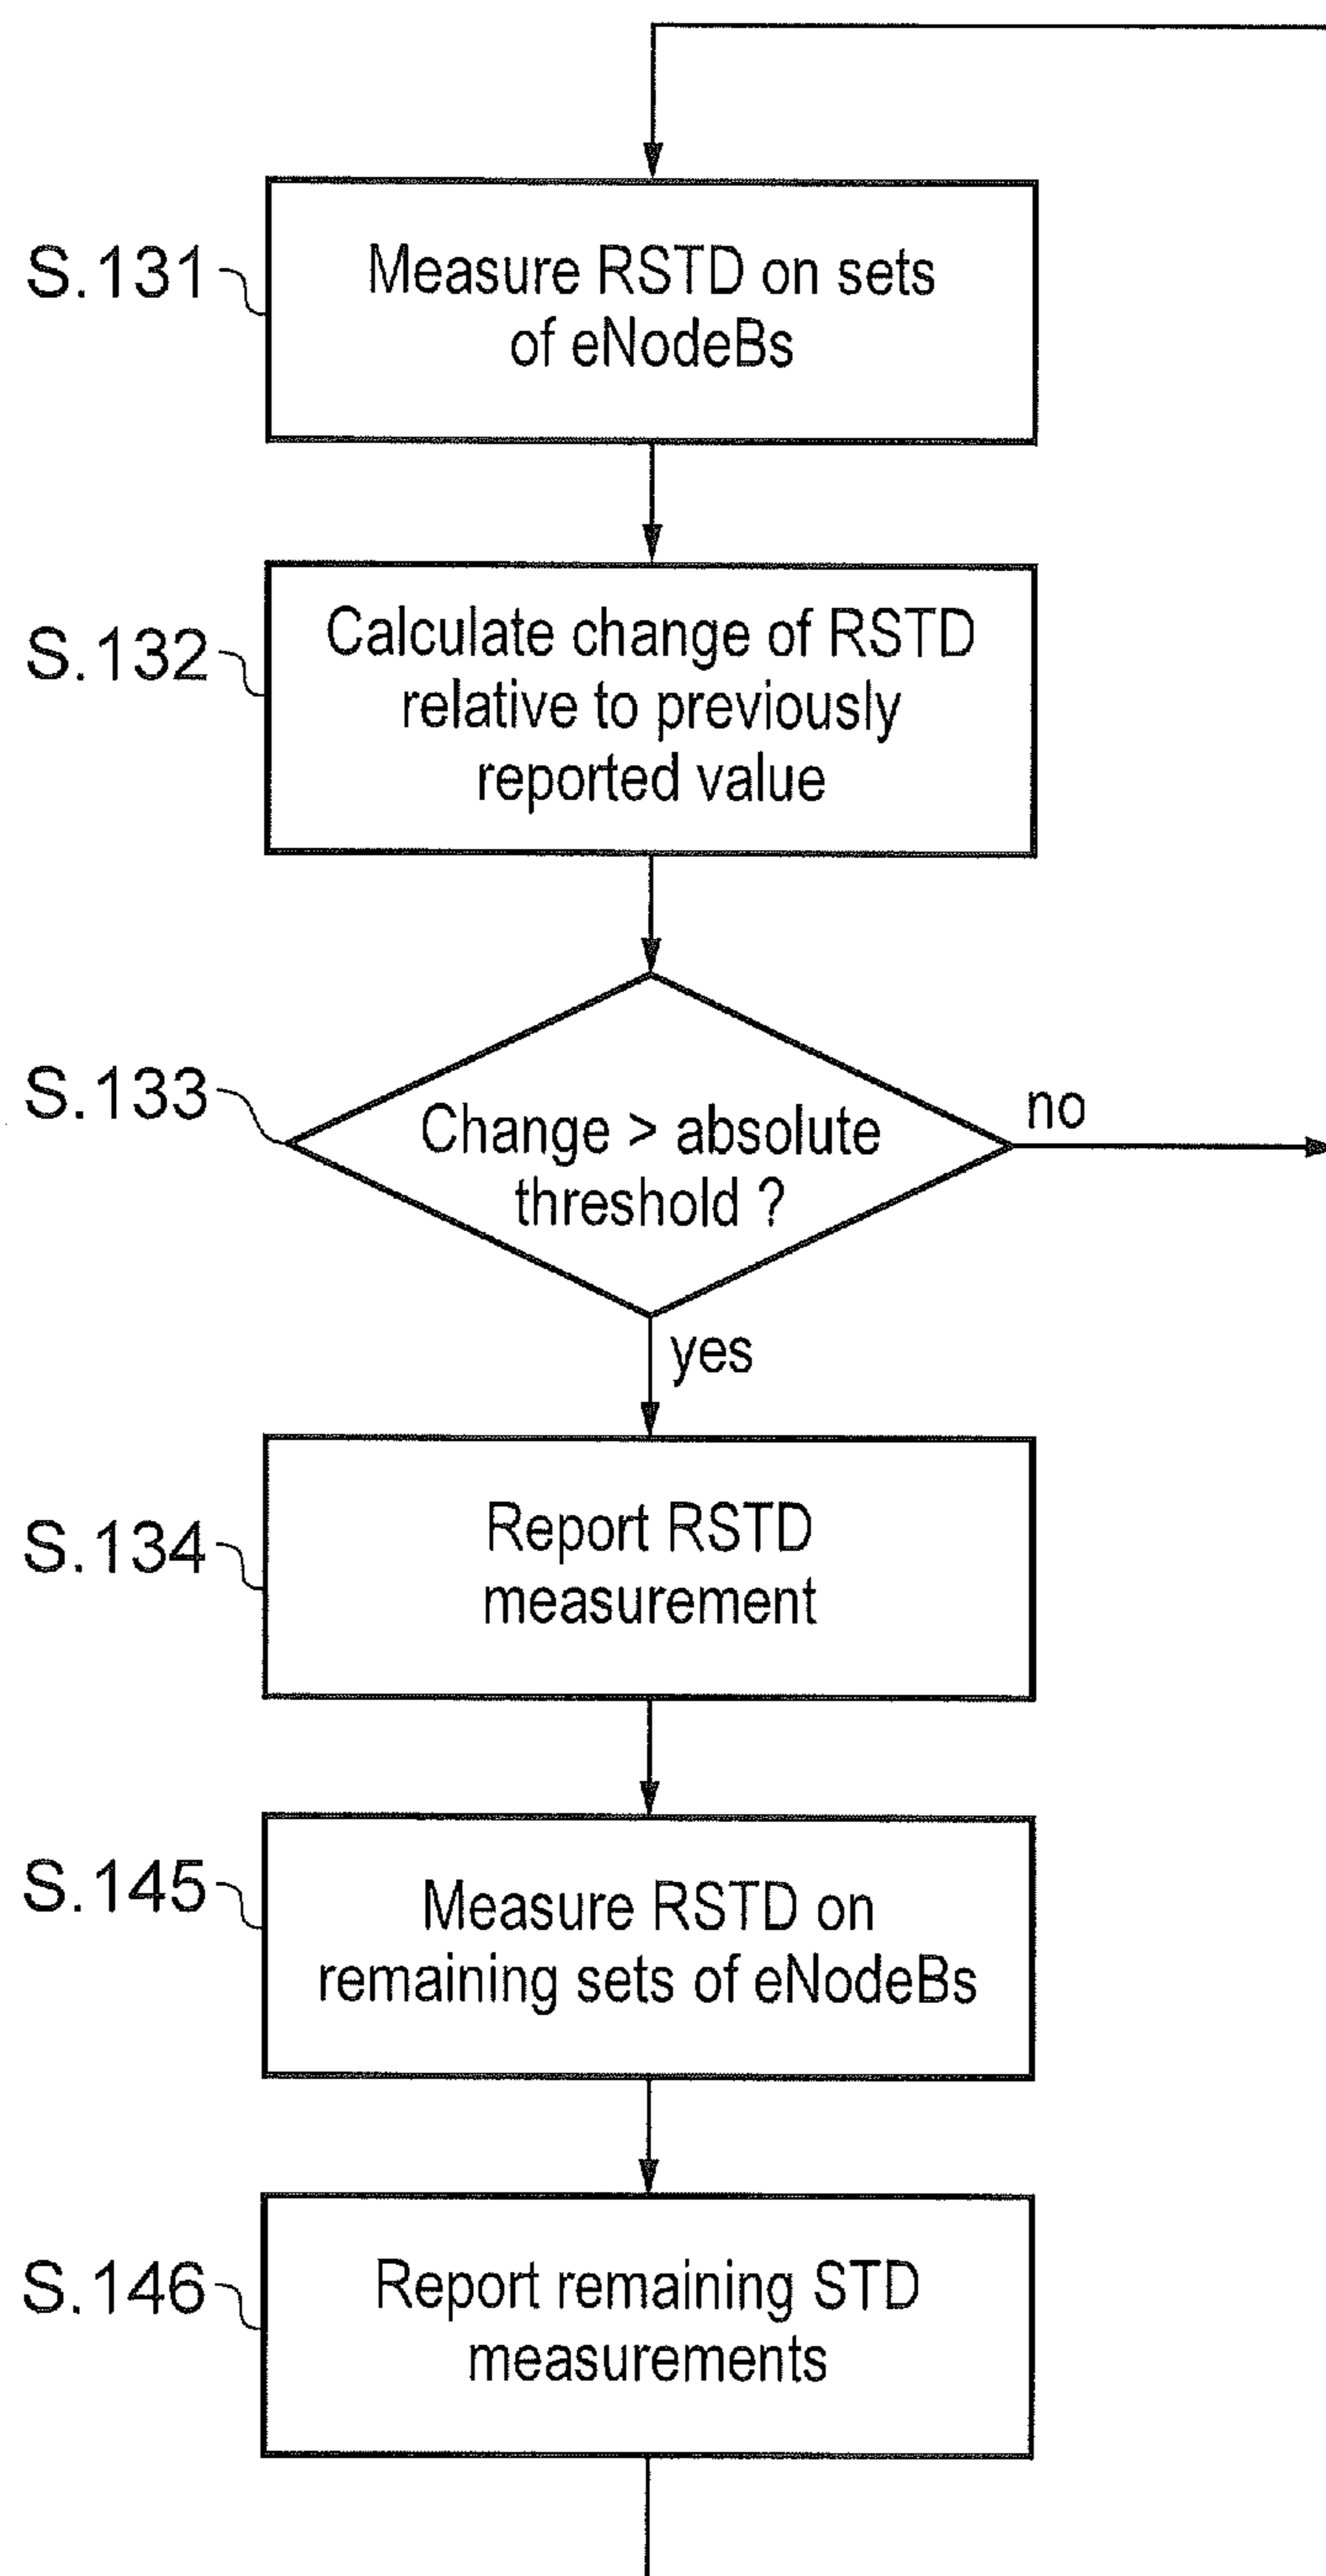 S.131
Measure RSTD on sets
of eNodeBs
S.132
Calculate change of RSTD
relative to previously
reported value
S.133
Change > absolute
threshold ?
no
yes
S.134
Report RSTD
measurement
S.145
Measure RSTD on
remaining sets of eNodeBs
S.146
Report remaining STD
measurements